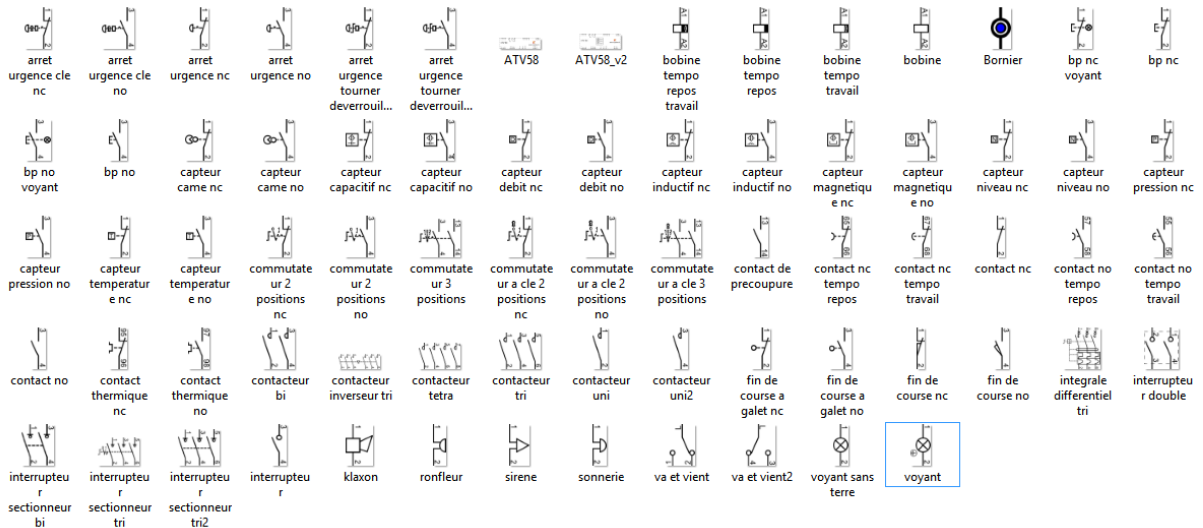 arret urgence cle nc
arret urgence cle no
arret urgence nc
arret urgence no
arret urgence tourner deverrouil...
arret urgence tourner deverrouil...
ATV58
ATV58_v2
bobine tempo repos travail
bobine tempo repos
bobine tempo travail
bobine
Bornier
bp nc voyant
bp nc
bp no voyant
bp no
capteur came nc
capteur came no
capteur capacitif nc
capteur capacitif no
capteur debit nc
capteur debit no
capteur inductif nc
capteur inductif no
capteur magnetiqu e nc
capteur magnetiqu e no
capteur niveau nc
capteur niveau no
capteur pression nc
capteur pression no
capteur temperatur e nc
capteur temperatur e no
commutate ur 2 positions nc
commutate ur 2 positions no
commutate ur 3 positions
commutate ur a cle 2 positions nc
commutate ur a cle 2 positions no
commutate ur a cle 3 positions
contact de precoupure
contact nc tempo repos
contact nc tempo travail
contact nc
contact no tempo repos
contact no tempo travail
contact no
contact thermique nc
contact thermique no
contacteur bi
contacteur inverseur tri
contacteur tetra
contacteur tri
contacteur uni
contacteur uni2
fin de course a galet nc
fin de course a galet no
fin de course nc
fin de course no
integrale differentiel tri
interrupteu r double
interrupteu r sectionneur bi
interrupteu r sectionneur tri
interrupteu r sectionneur tri2
interrupteu r
klaxon
ronfleur
sirene
sonnerie
va et vient
va et vient2
voyant sans terre
voyant